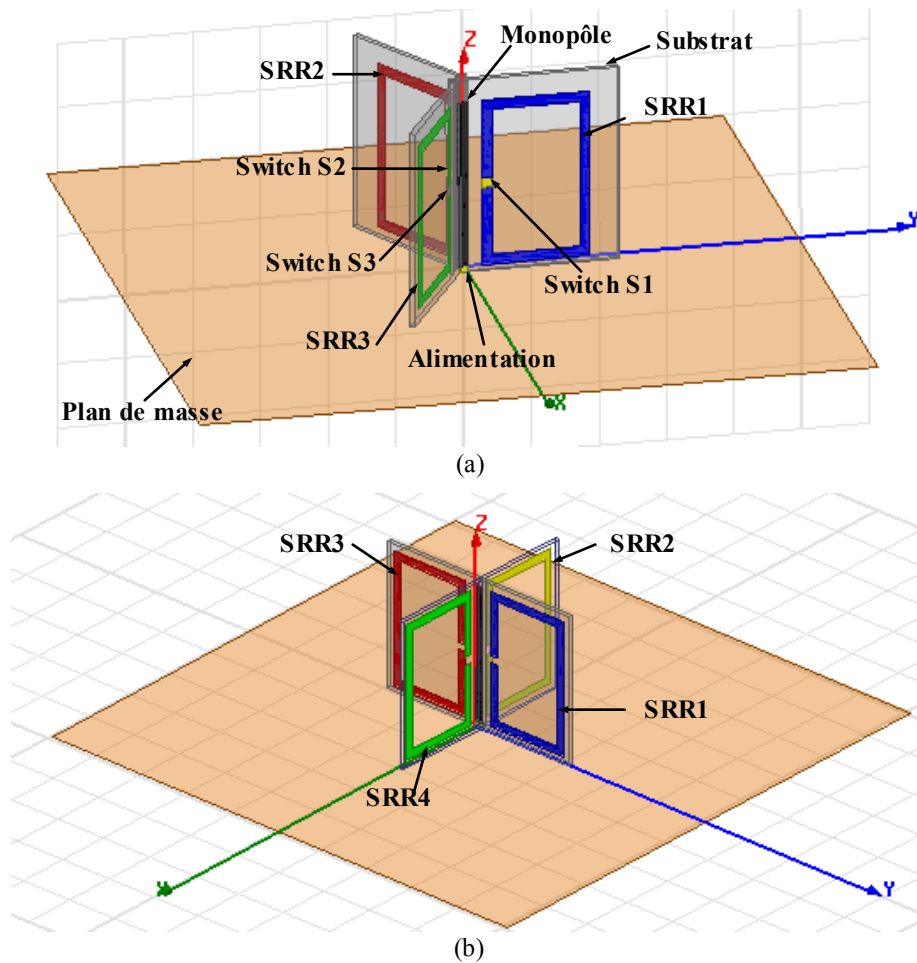 Z
Monopôle
Substrat
SRR2
SRR1
Switch S2
Y
Switch S3
Switch S1
SRR3
Alimentation
Plan de masse
X
(a)
Z
SRR3
SRR2
SRR1
SRR4
X
Y
(b)